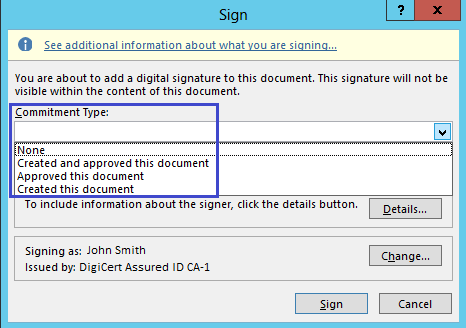 Sign
?
See additional information about what you are signing...
You are about to add a digital signature to this document. This signature will not be
visible within the content of this document.
Commitment Type:
None
Created and approved this document
Approved this document
Created this document
To include information about the signer, click the details button.
Details...
Signing as: John Smith
Issued by: DigiCert Assured ID CA-1
Change...
Sign
Cancel